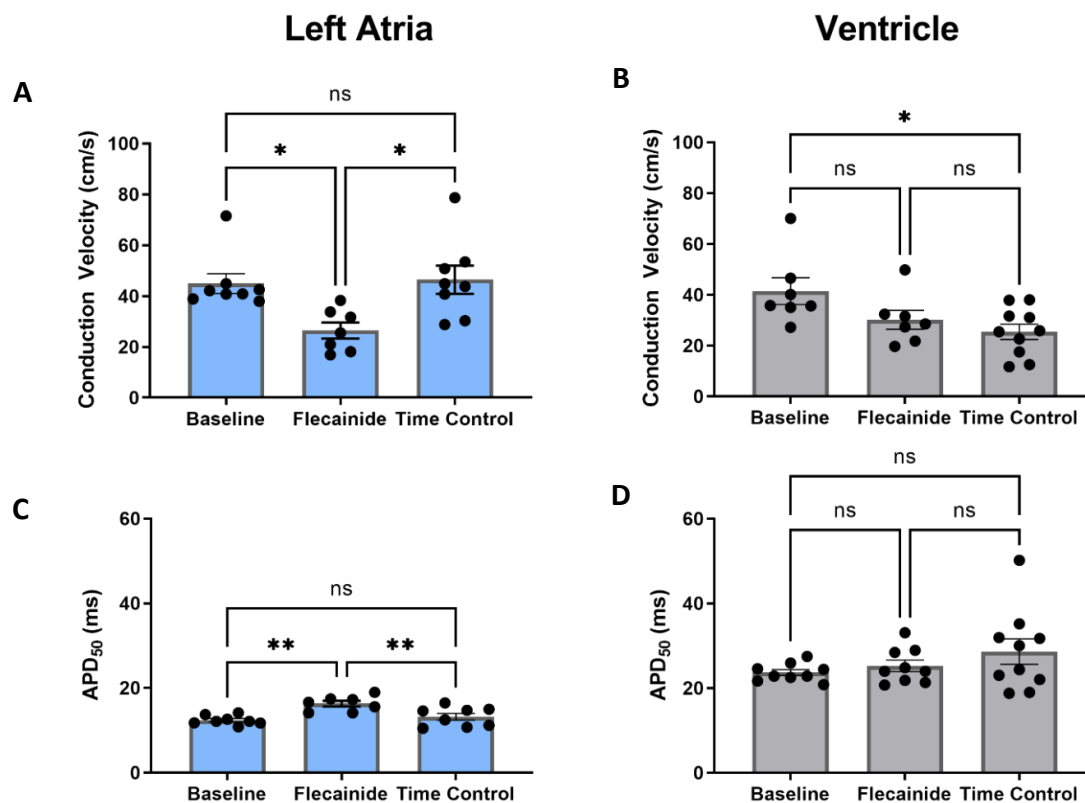 Left Atria
Ventricle
A
ns
* *
Conduction Velocity (cm/s)
100
80
60
40
20
0
Baseline Flecainide Time Control
B
*
ns ns
Conduction Velocity (cm/s)
100
80
60
40
20
0
Baseline Flecainide Time Control
C
ns
** **
APD50 (ms)
60
40
20
0
Baseline Flecainide Time Control
D
ns
ns ns
APD50 (ms)
60
40
20
0
Baseline Flecainide Time Control